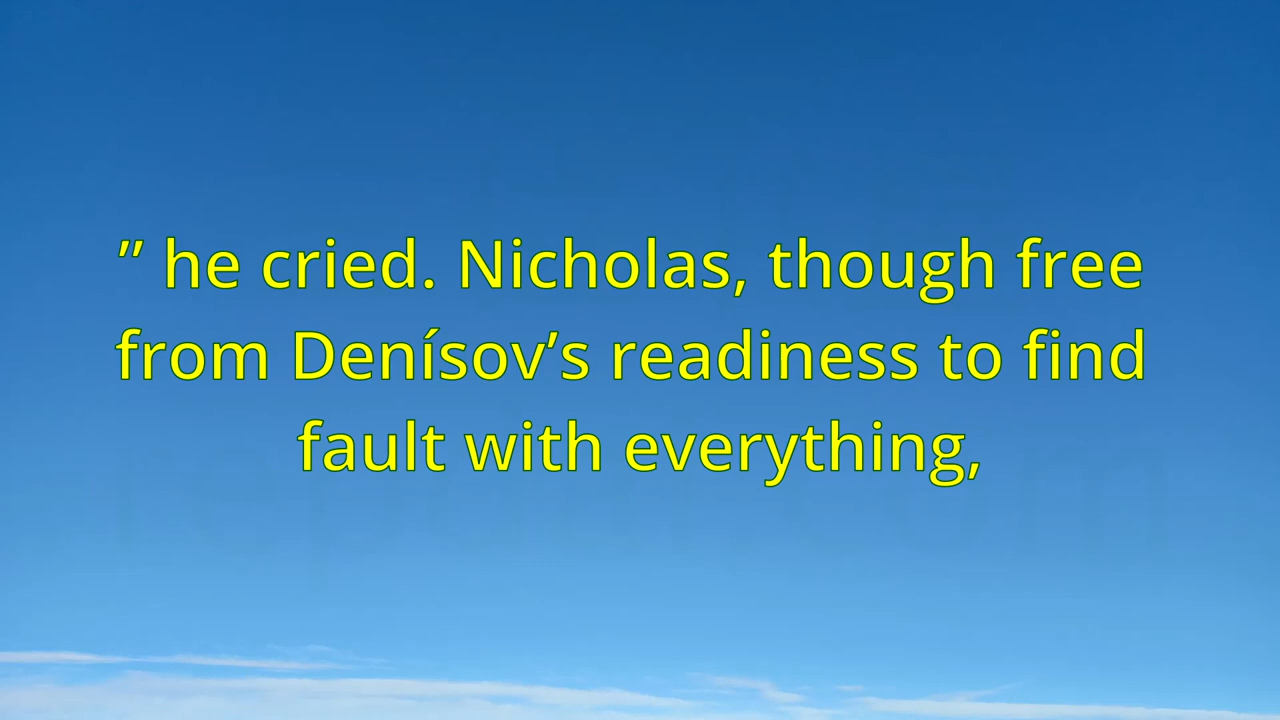 ” he cried. Nicholas, though free
from Denísov’s readiness to find
fault with everything,